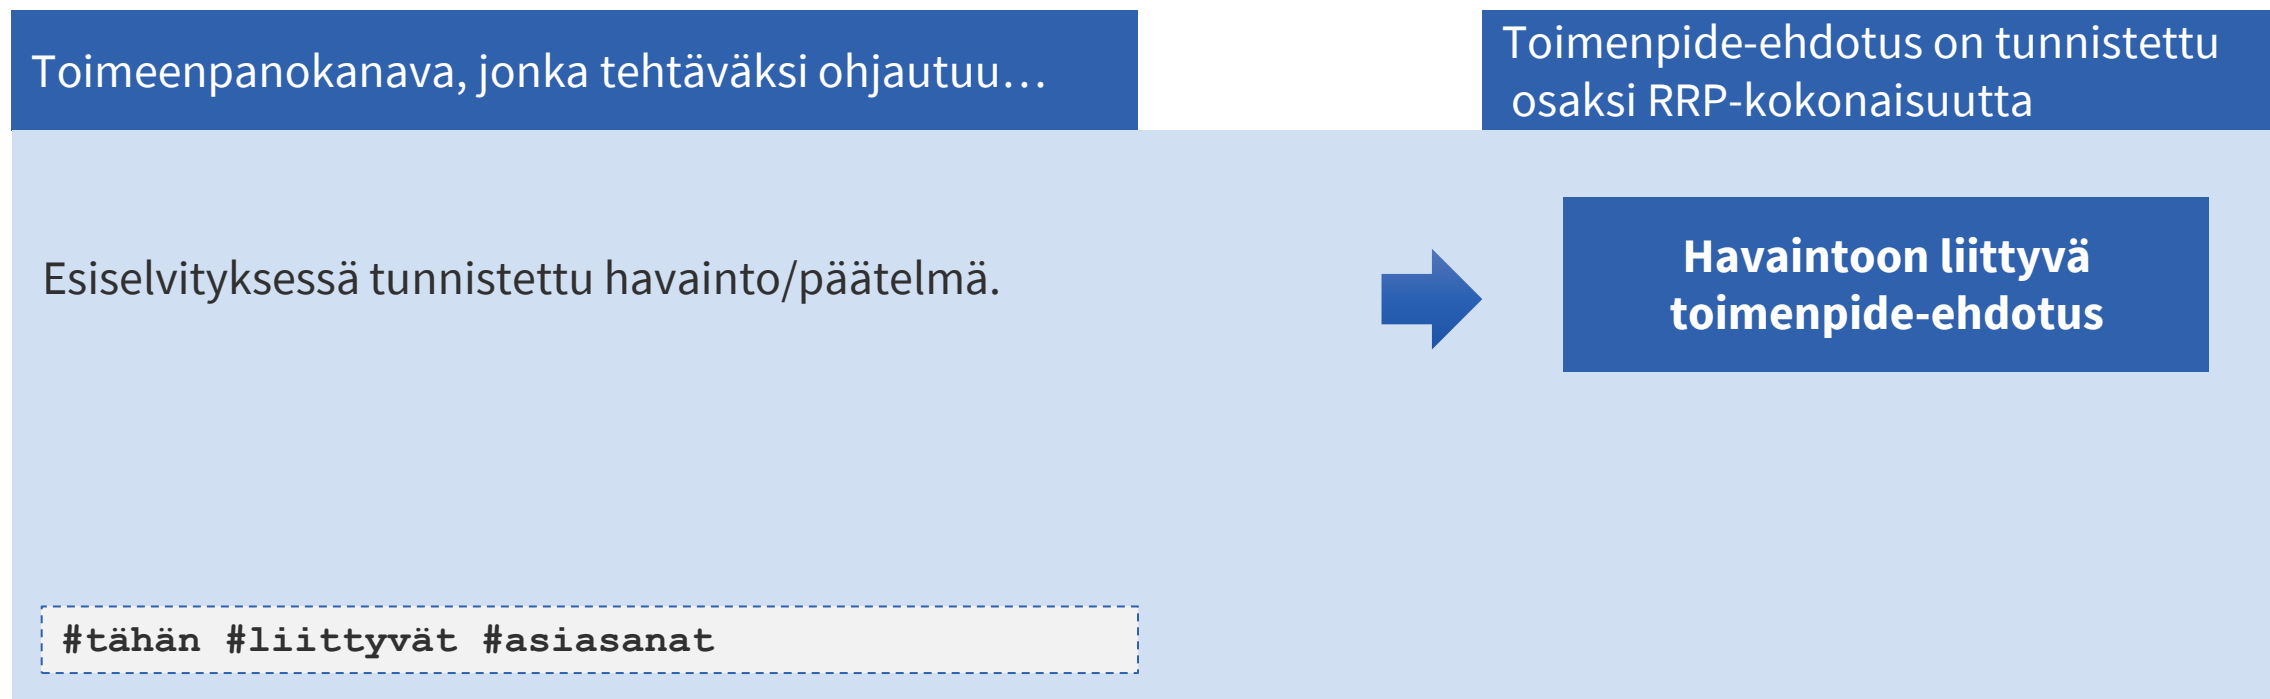 Toimeenpanokanava, jonka tehtäväksi ohjautuu…
Toimenpide-ehdotus on tunnistettu
osaksi RRP-kokonaisuutta
Esiselvityksessä tunnistettu havainto/päätelmä.
Havaintoon liittyvä
toimenpide-ehdotus
#tähän #liittyvät #asiasanat